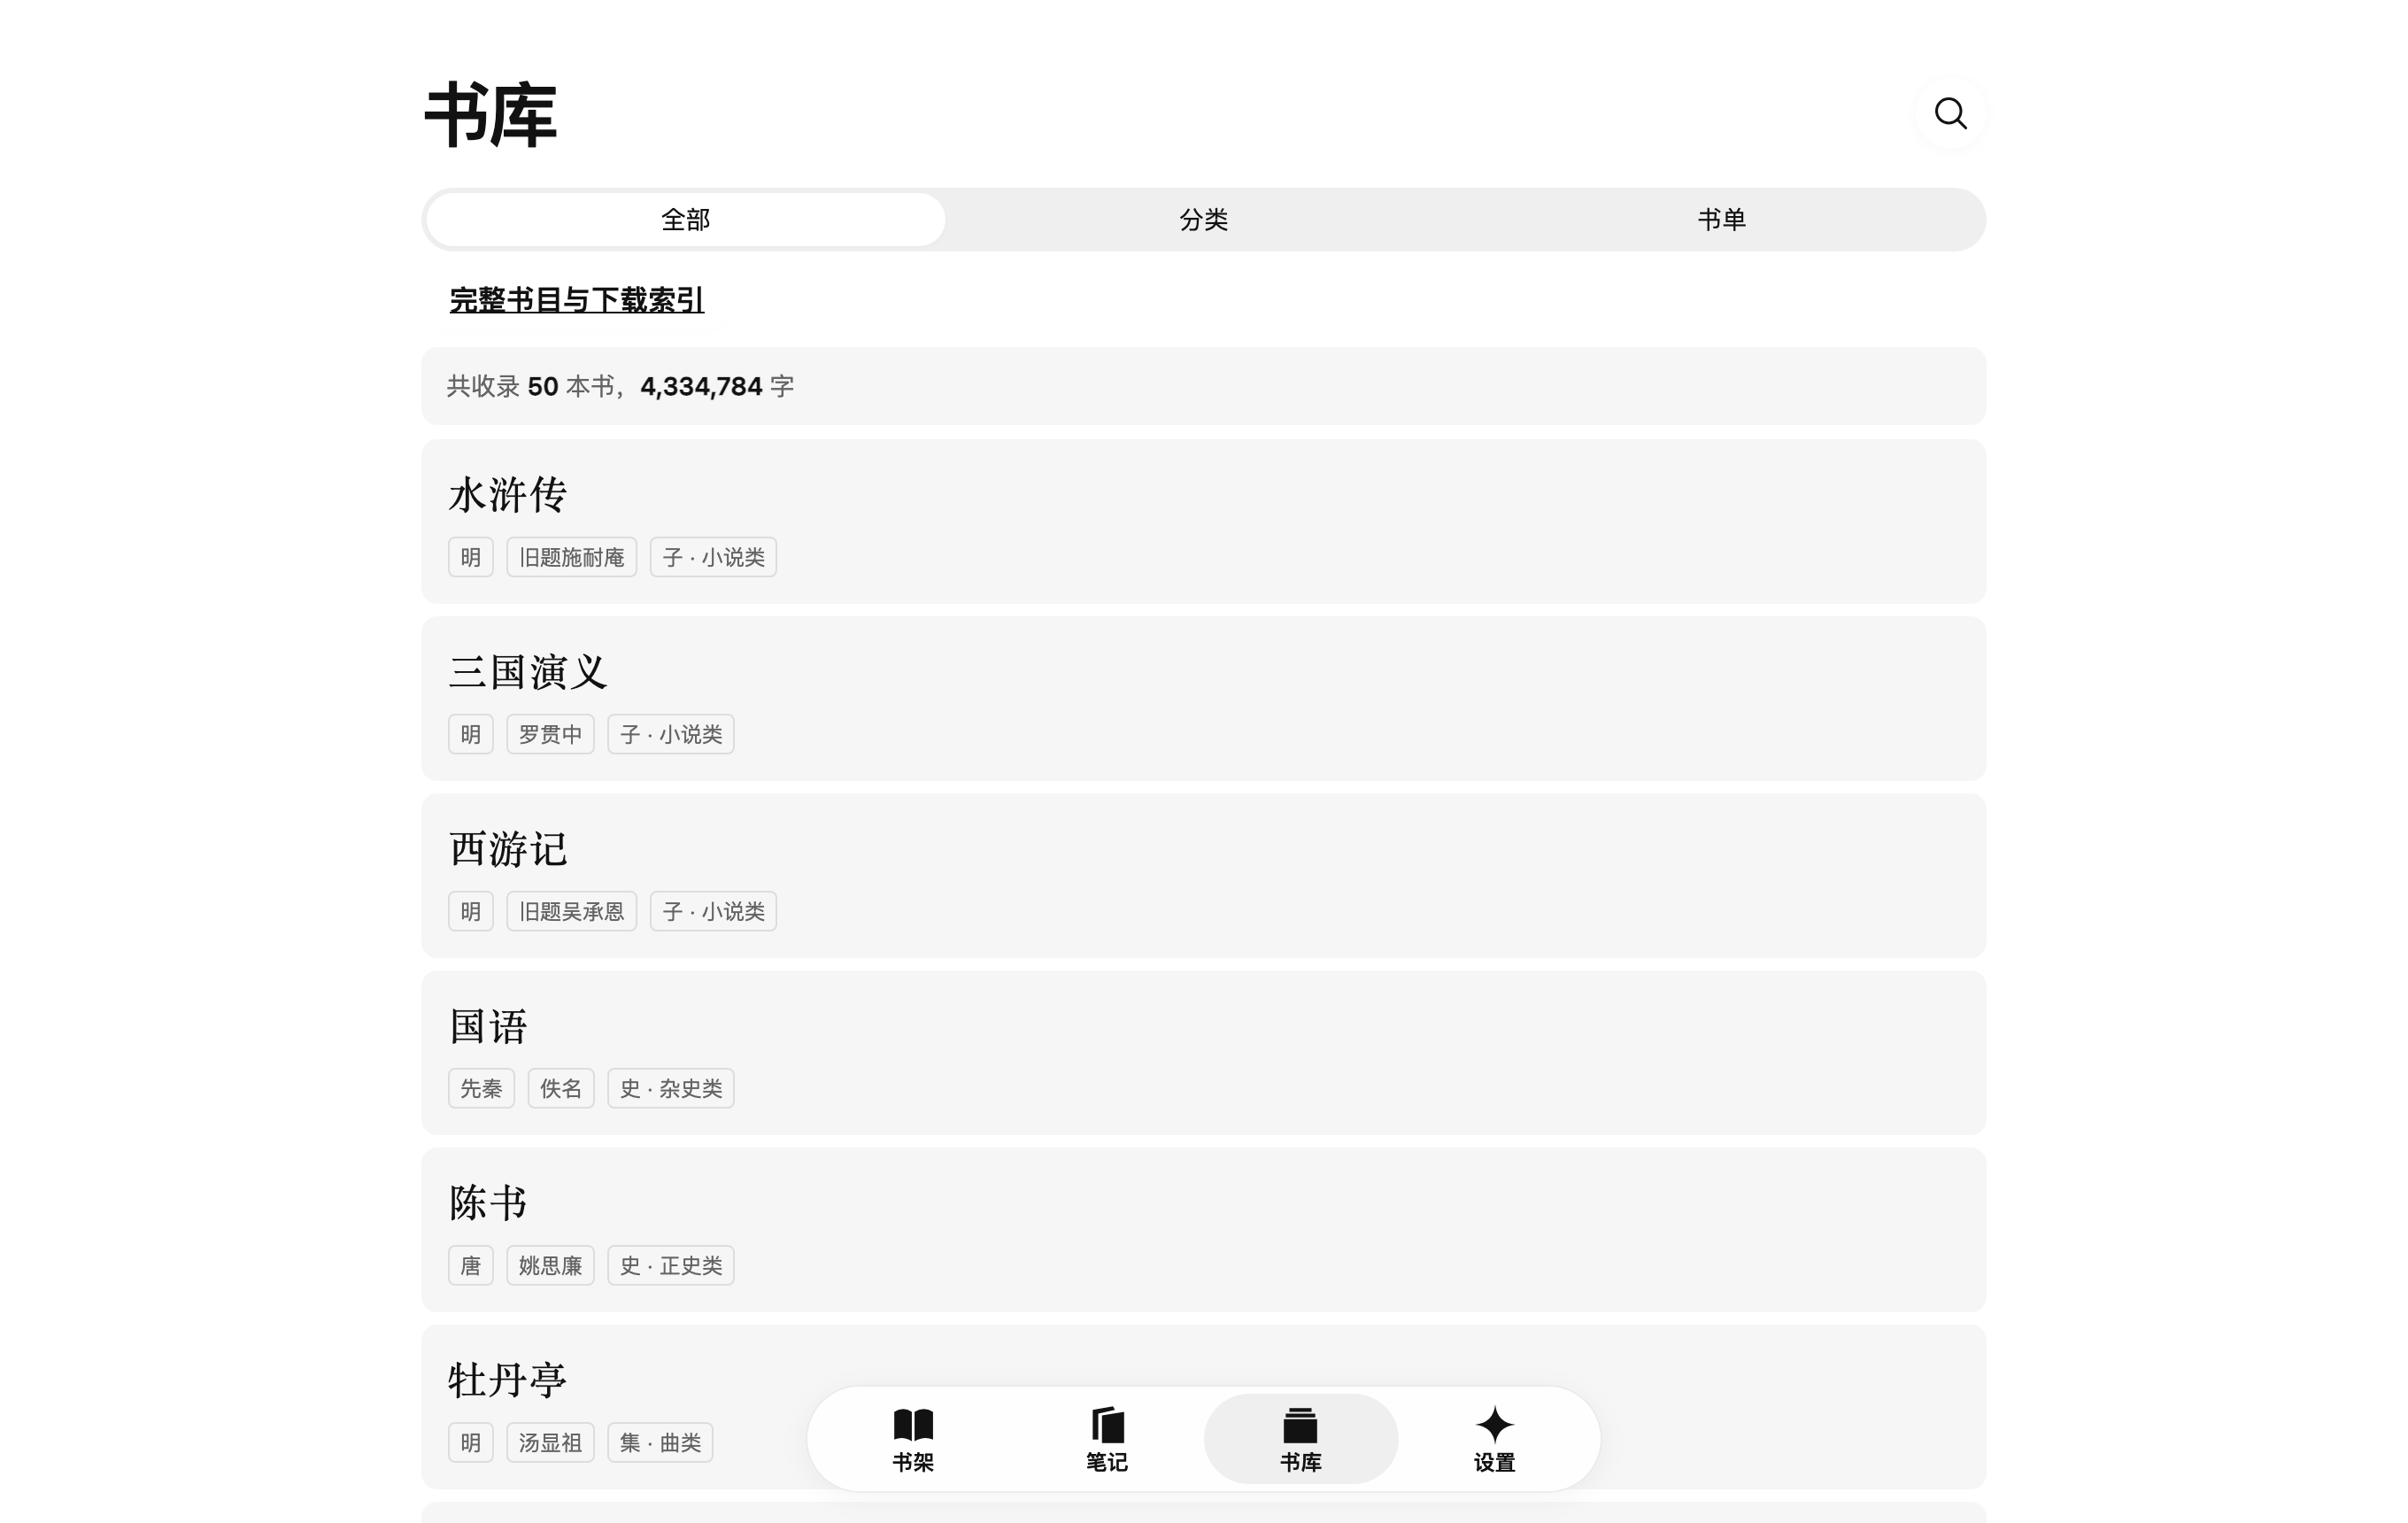 书库
全部 分类 书单
完整书目与下载索引
共收录 50 本书，4,334,784 字
水浒传
明 旧题施耐庵 子 · 小说类
三国演义
明 罗贯中 子 · 小说类
西游记
明 旧题吴承恩 子 · 小说类
国语
先秦 佚名 史 · 杂史类
陈书
唐 姚思廉 史 · 正史类
牡丹亭
明 汤显祖 集 · 曲类
书架 笔记 书库 设置